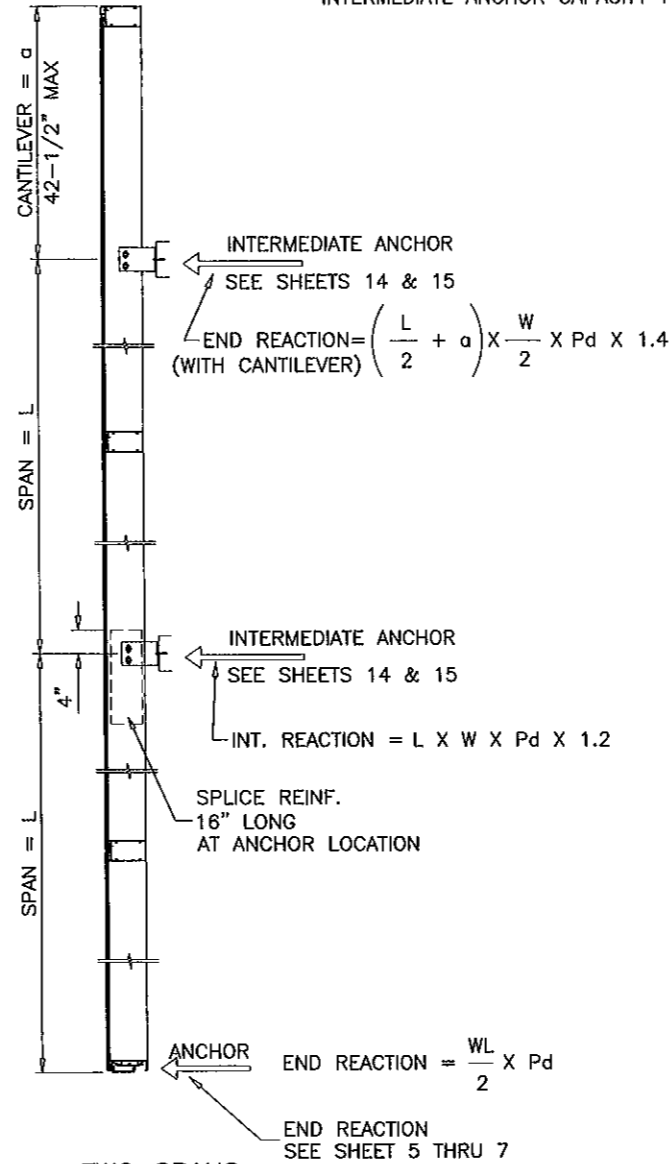 INTERMEDIATE ANCHOR CAPACITY
CANTILEVER = a
42-1/2" MAX
INTERMEDIATE ANCHOR
SEE SHEETS 14 & 15
END REACTION= ( L/2 + a ) X W/2 X Pd X 1.4
(WITH CANTILEVER)
SPAN = L
INTERMEDIATE ANCHOR
SEE SHEETS 14 & 15
4"
INT. REACTION = L X W X Pd X 1.2
SPLICE REINF.
16" LONG
AT ANCHOR LOCATION
SPAN = L
ANCHOR
END REACTION = WL/2 X Pd
END REACTION
SEE SHEET 5 THRU 7
TWO SPANS